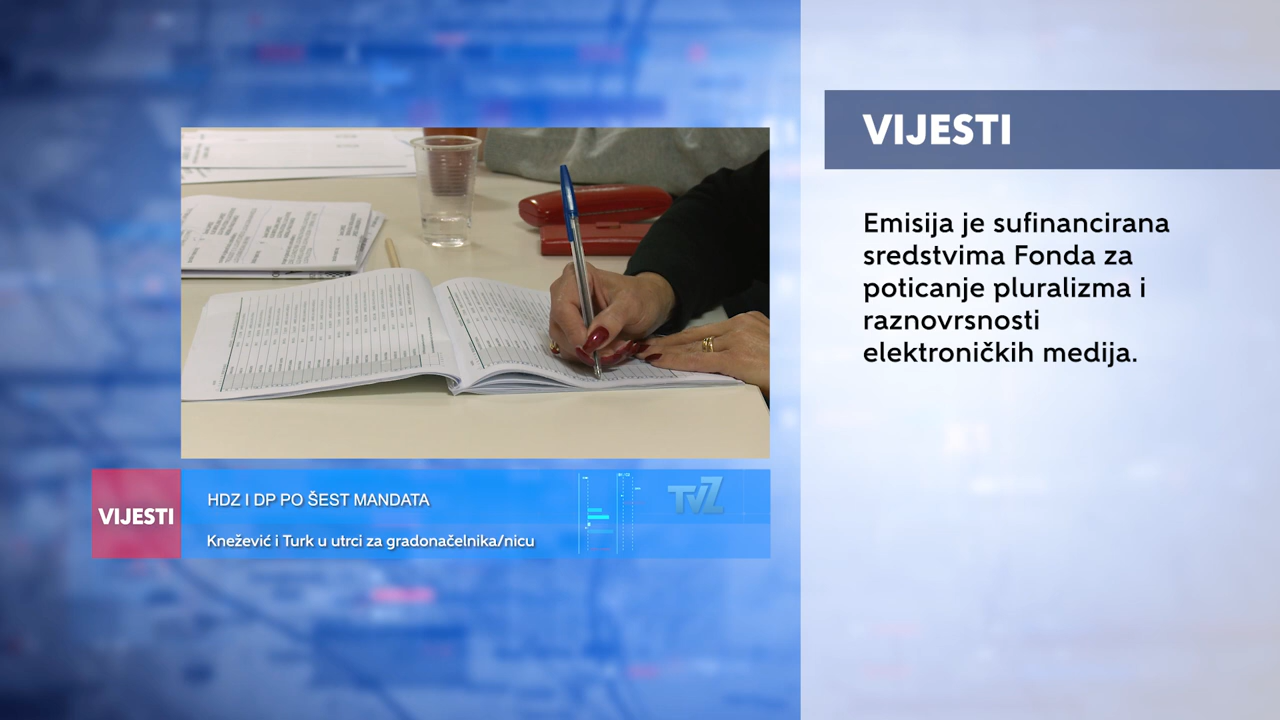 VIJESTI
Emisija je sufinancirana
sredstvima Fonda za
poticanje pluralizma i
raznovrsnosti
elektroničkih medija.
VIJESTI
HDZ I DP PO ŠEST MANDATA
Knežević i Turk u utrci za gradonačelnika/nicu
TVZ